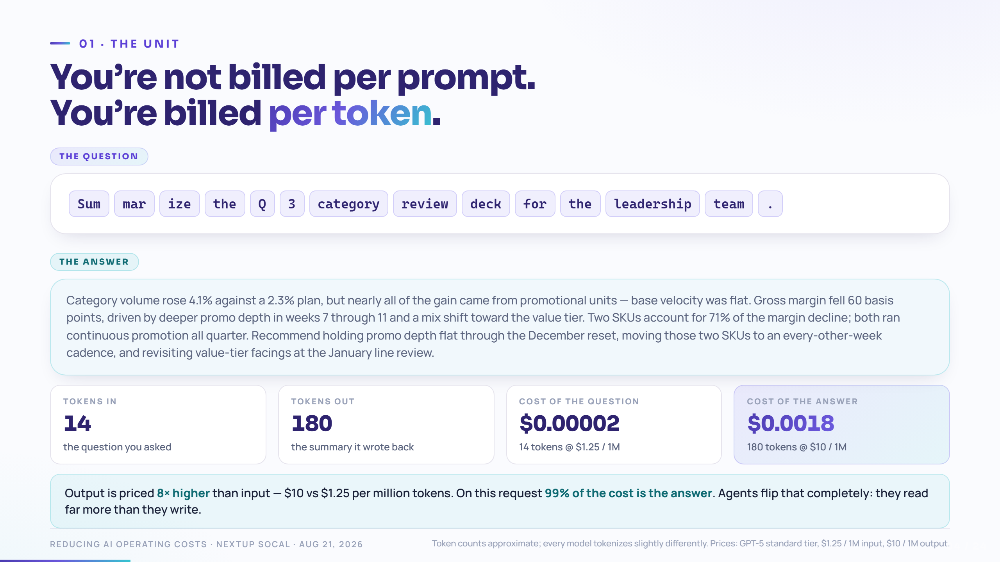 01 · THE UNIT
You’re not billed per prompt.
You’re billed per token.
THE QUESTION
Sum mar ize the Q 3 category review deck for the leadership team .
THE ANSWER
Category volume rose 4.1% against a 2.3% plan, but nearly all of the gain came from promotional units — base velocity was flat. Gross margin fell 60 basis
points, driven by deeper promo depth in weeks 7 through 11 and a mix shift toward the value tier. Two SKUs account for 71% of the margin decline; both ran
continuous promotion all quarter. Recommend holding promo depth flat through the December reset, moving those two SKUs to an every-other-week
cadence, and revisiting value-tier facings at the January line review.
TOKENS IN
14
the question you asked
TOKENS OUT
180
the summary it wrote back
COST OF THE QUESTION
$0.00002
14 tokens @ $1.25 / 1M
COST OF THE ANSWER
$0.0018
180 tokens @ $10 / 1M
Output is priced 8× higher than input — $10 vs $1.25 per million tokens. On this request 99% of the cost is the answer. Agents flip that completely: they read
far more than they write.
REDUCING AI OPERATING COSTS · NEXTUP SOCAL · AUG 21, 2026
Token counts approximate; every model tokenizes slightly differently. Prices: GPT-5 standard tier, $1.25 / 1M input, $10 / 1M output.